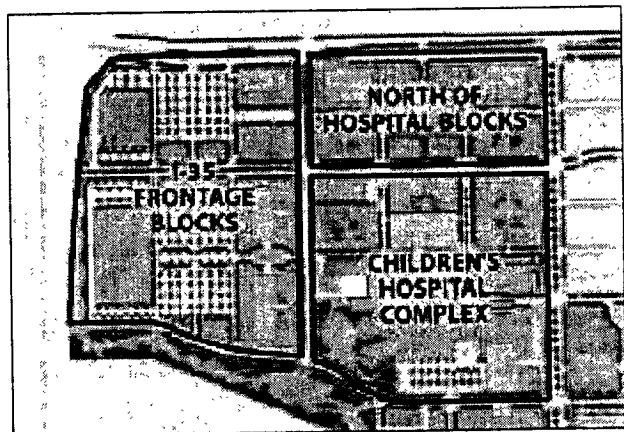 NORTH OF
HOSPITAL BLOCKS
I-35
FRONTAGE
BLOCKS
CHILDREN'S
HOSPITAL
COMPLEX